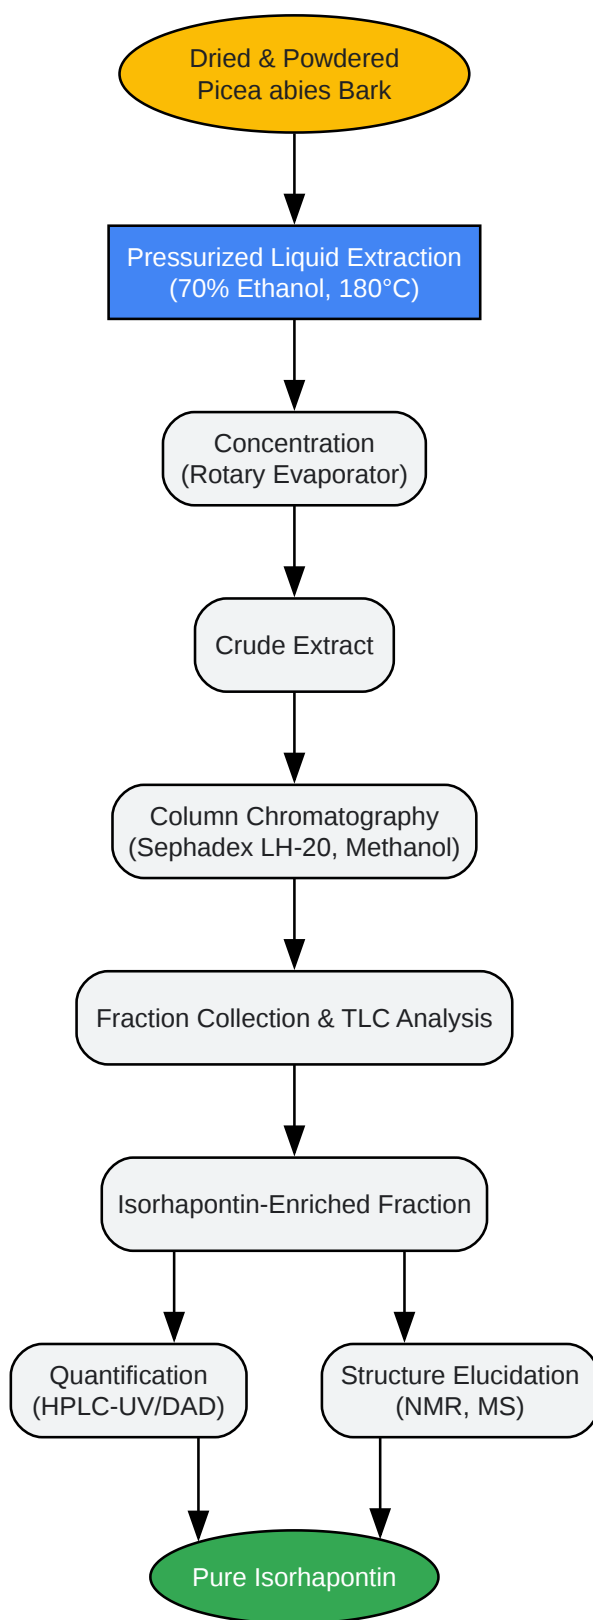 Dried & Powdered
Picea abies Bark
Pressurized Liquid Extraction
(70% Ethanol, 180°C)
Concentration
(Rotary Evaporator)
Crude Extract
Column Chromatography
(Sephadex LH-20, Methanol)
Fraction Collection & TLC Analysis
Isorhapontin-Enriched Fraction
Quantification
(HPLC-UV/DAD)
Structure Elucidation
(NMR, MS)
Pure Isorhapontin